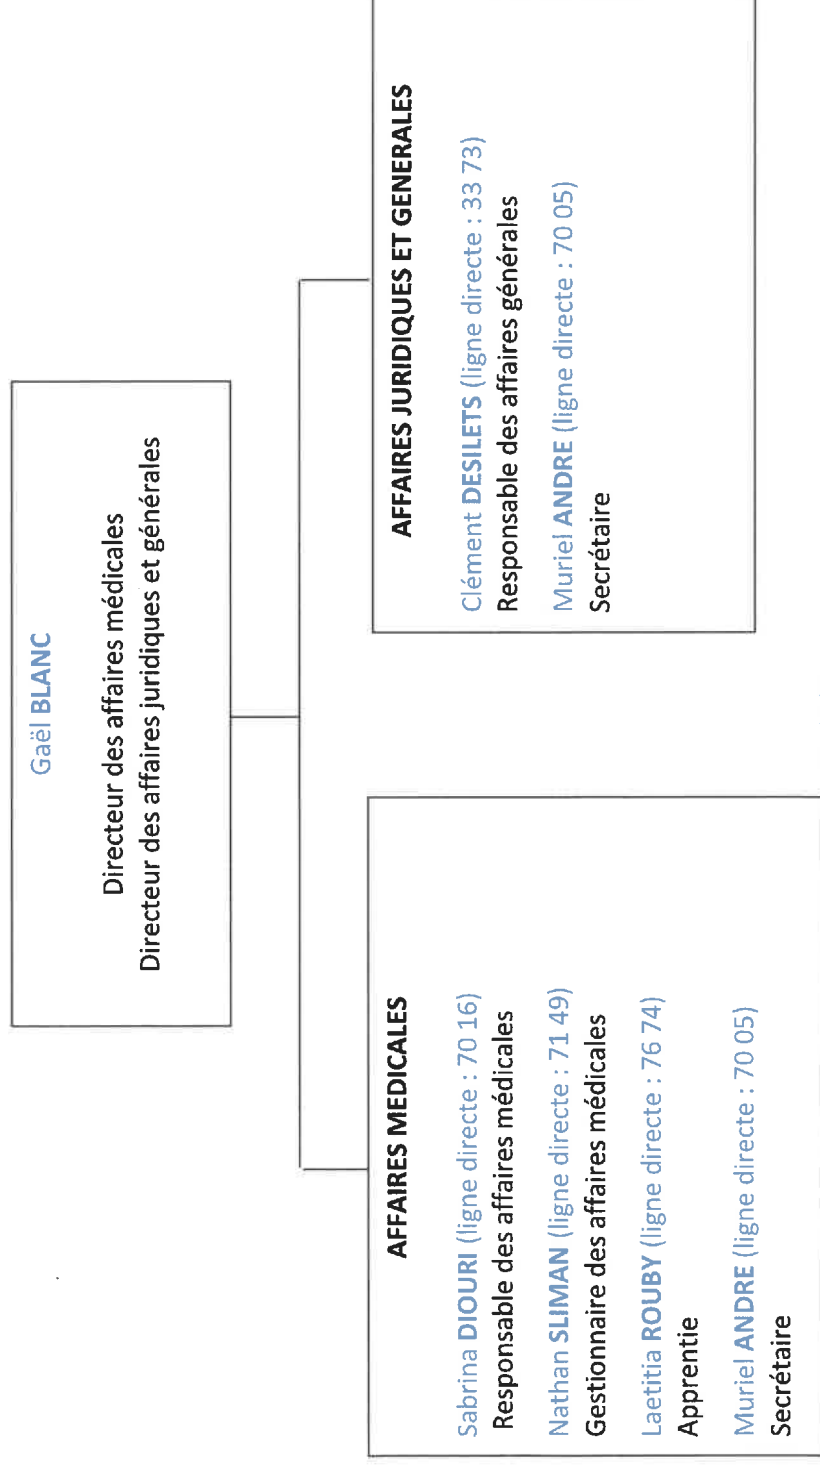 Gaël BLANC
Directeur des affaires médicales
Directeur des affaires juridiques et générales
AFFAIRES MEDICALES
Sabrina DIOURI (ligne directe : 70 16)
Responsable des affaires médicales
Nathan SLIMAN (ligne directe : 71 49)
Gestionnaire des affaires médicales
Laetitia ROUBY (ligne directe : 76 74)
Apprentie
Muriel ANDRE (ligne directe : 70 05)
Secrétaire
AFFAIRES JURIDIQUES ET GENERALES
Clément DESILETS (ligne directe : 33 73)
Responsable des affaires générales
Muriel ANDRE (ligne directe : 70 05)
Secrétaire